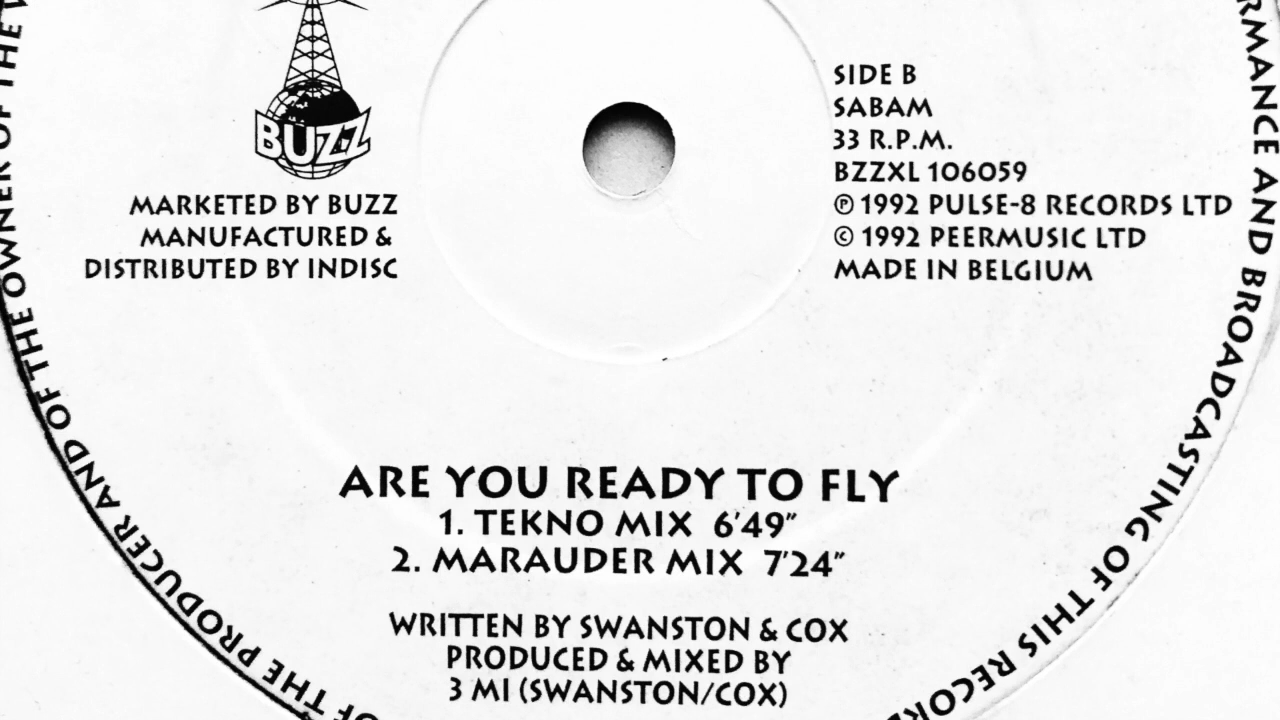 BUZZ
MARKETED BY BUZZ
MANUFACTURED &
DISTRIBUTED BY INDISC
SIDE B
SABAM
33 R.P.M.
BZZXL 106059
℗ 1992 PULSE-8 RECORDS LTD
© 1992 PEERMUSIC LTD
MADE IN BELGIUM
ARE YOU READY TO FLY
1. TEKNO MIX 6'49"
2. MARAUDER MIX 7'24"
WRITTEN BY SWANSTON & COX
PRODUCED & MIXED BY
3 MI (SWANSTON/COX)
OF THE PRODUCER AND OF THE OWNER OF THE
AND BROADCASTING OF THIS RECORD